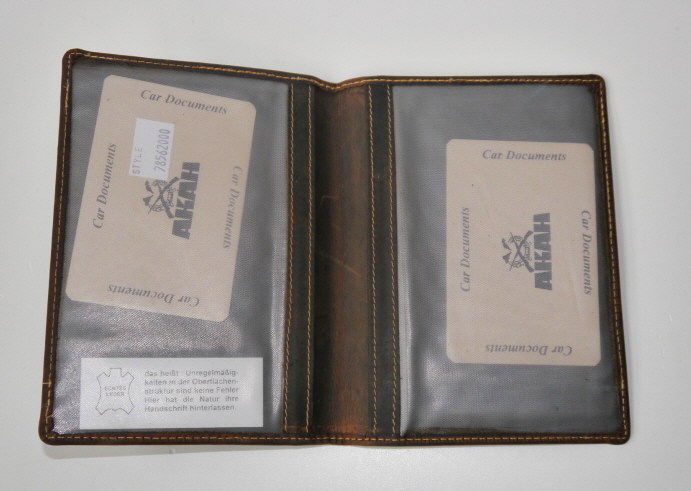 Car Documents
Car Documents
STYLE
78562000
AKAH
Car Documents
Car Documents
ECHTES
LEDER
das heißt : Unregelmäßig-
keiten in der Oberflächen-
struktur sind keine Fehler
Hier hat die Natur ihre
Handschrift hinterlassen
Car Documents
Car Documents
AKAH
Car Documents
Car Documents